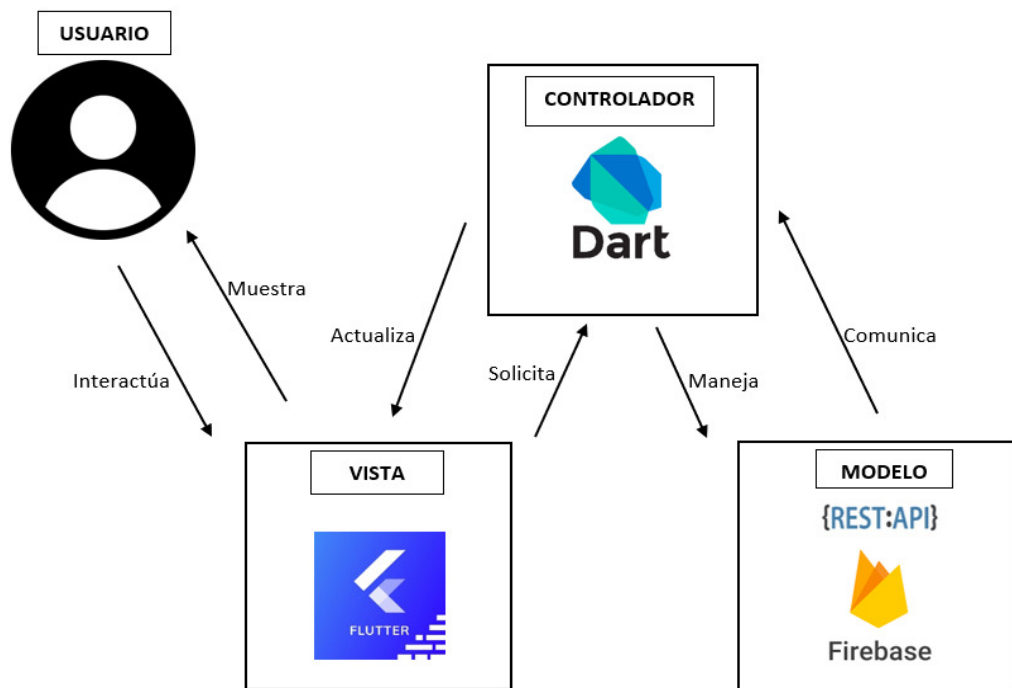 USUARIO
CONTROLADOR
Dart
Muestra
Actualiza
Comunica
Interactúa
Solicita
Maneja
VISTA
FLUTTER
MODELO
{REST:API}
Firebase